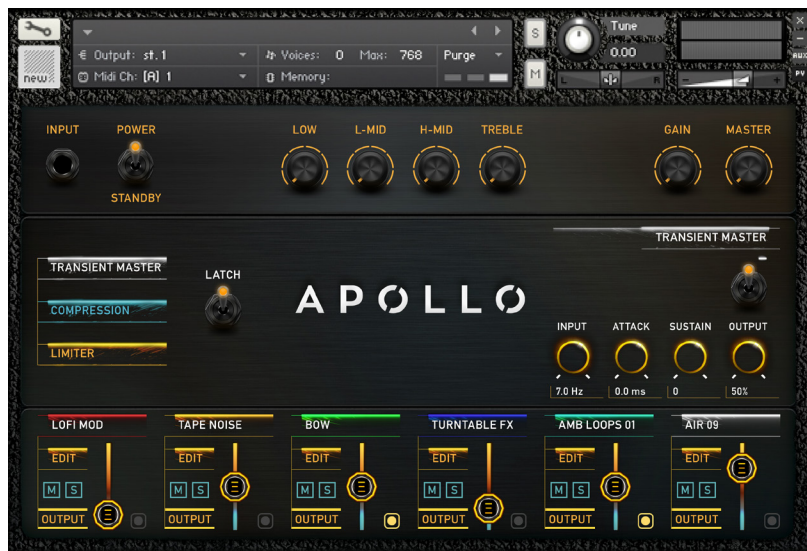 Tune
S
Output: st.1
Voices: 0 Max: 768 Purge
0.00
AUX
new
Midi Ch: [A] 1
Memory:
M
L R
- +
PV
INPUT POWER LOW L-MID H-MID TREBLE GAIN MASTER
STANDBY
TRANSIENT MASTER
TRANSIENT MASTER
LATCH
COMPRESSION
APOLLO
LIMITER
INPUT ATTACK SUSTAIN OUTPUT
7.0 Hz 0.0 ms 0 50%
LOFI MOD TAPE NOISE BOW TURNTABLE FX AMB LOOPS 01 AIR 09
EDIT EDIT EDIT EDIT EDIT EDIT
M S M S M S M S M S M S
OUTPUT OUTPUT OUTPUT OUTPUT OUTPUT OUTPUT